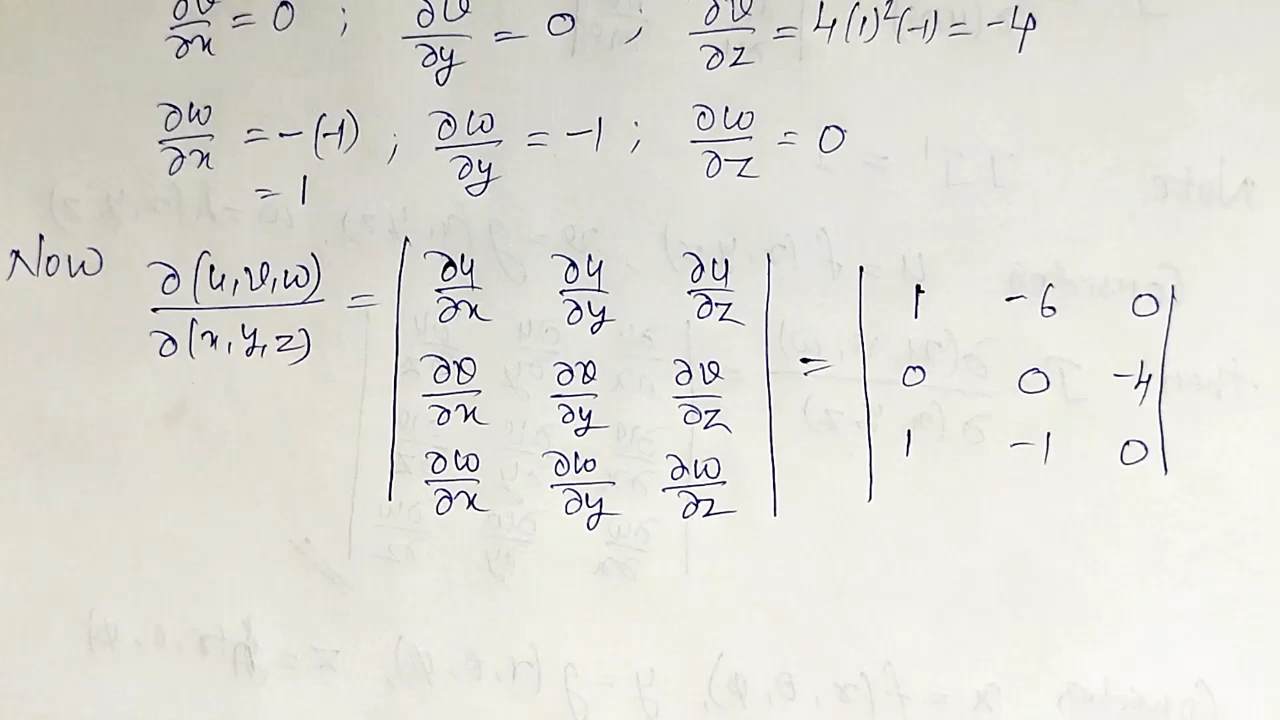 ∂v/∂x = 0 ; ∂v/∂y = 0 ; ∂v/∂z = 4(1)²(-1) = -4
∂w/∂x = -(-1) ; ∂w/∂y = -1 ; ∂w/∂z = 0
= 1
Now ∂(u,v,w)/∂(x,y,z) = | ∂u/∂x ∂u/∂y ∂u/∂z | = | 1 -6 0 |
| ∂v/∂x ∂v/∂y ∂v/∂z | | 0 0 -4 |
| ∂w/∂x ∂w/∂y ∂w/∂z | | 1 -1 0 |